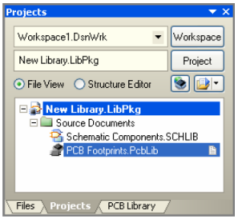 Projects
Workspace1.DsnWrk Workspace
New Library.LibPkg Project
File View Structure Editor
New Library.LibPkg
Source Documents
Schematic Components.SCHLIB
PCB Footprints.PcbLib
Files Projects PCB Library